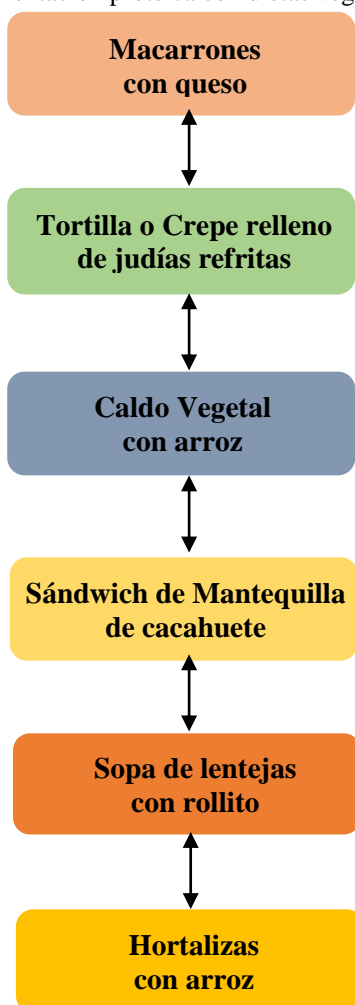 Macarrones
con queso
Tortilla o Crepe relleno
de judías refritas
Caldo Vegetal
con arroz
Sándwich de Mantequilla
de cacahuete
Sopa de lentejas
con rollito
Hortalizas
con arroz